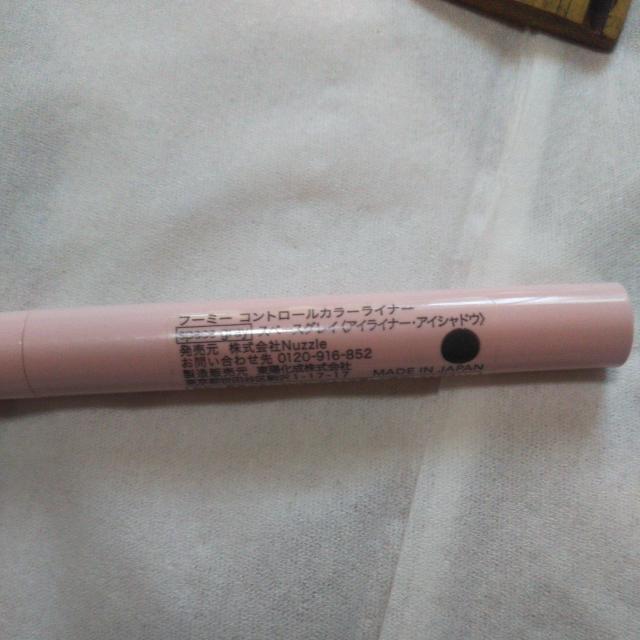 フーミー コントロールカラーライナー
スペースグレイ(アイライナー・アイシャドウ)
発売元 株式会社Nuzzle
お問い合わせ先 0120-916-852
MADE IN JAPAN